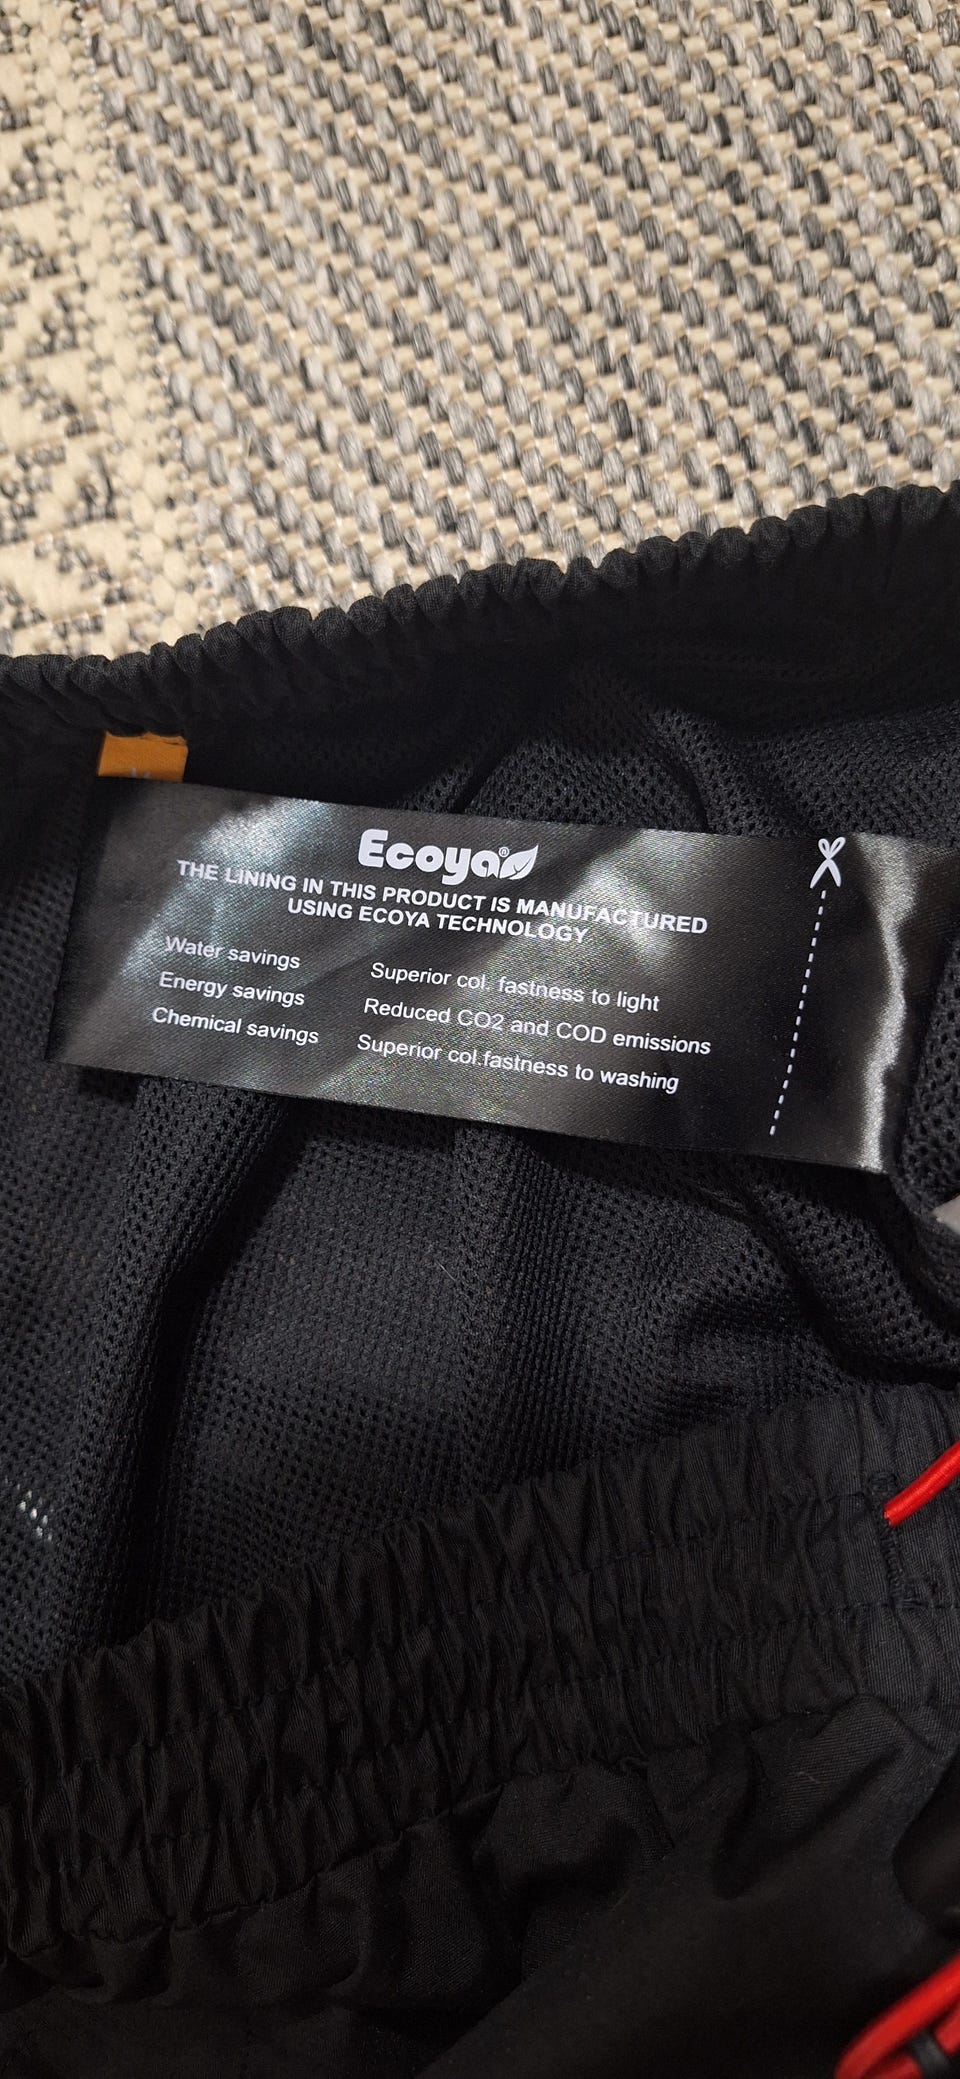 Ecoya®
THE LINING IN THIS PRODUCT IS MANUFACTURED
USING ECOYA TECHNOLOGY
Water savings
Energy savings
Chemical savings
Superior col. fastness to light
Reduced CO2 and COD emissions
Superior col.fastness to washing